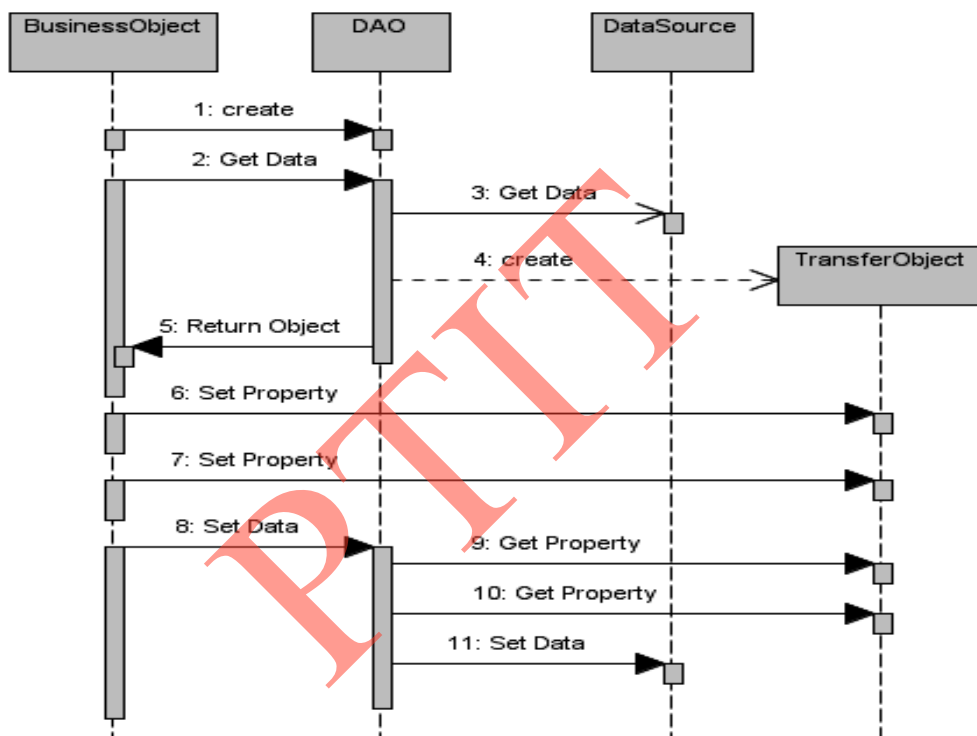 BusinessObject
DAO
DataSource
1: create
2: Get Data
3: Get Data
4: create
TransferObject
5: Return Object
6: Set Property
7: Set Property
8: Set Data
9: Get Property
10: Get Property
11: Set Data
PTIT